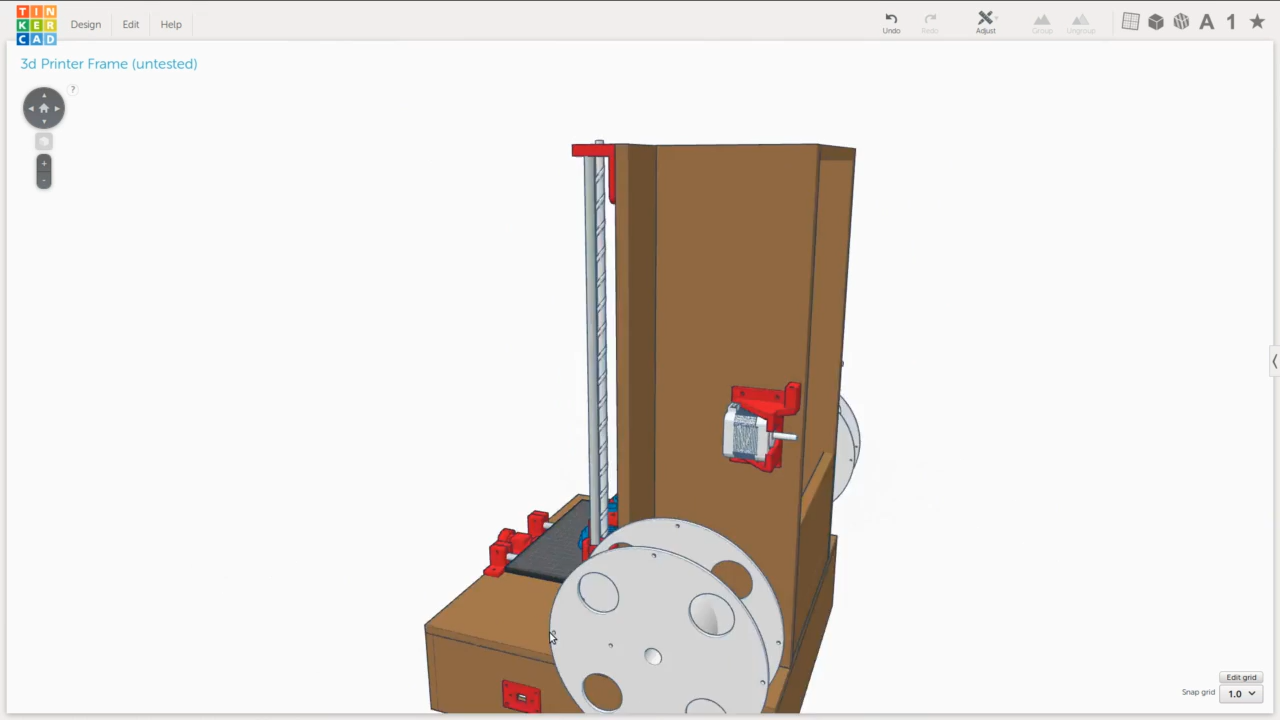 TIN
KER
CAD
Design
Edit
Help
Undo
Redo
Adjust
Group
Ungroup
A
1
3d Printer Frame (untested)
?
+
-
Edit grid
Snap grid
1.0